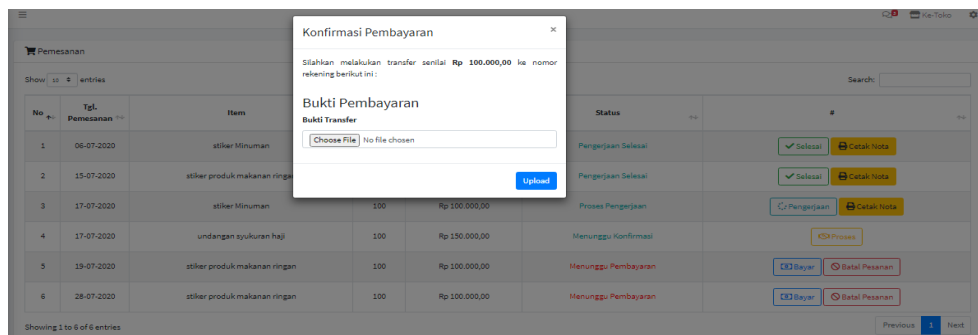 Ke-Toko
Konfirmasi Pembayaran ×
Pemesanan
Silahkan melakukan transfer senilai Rp 100.000,00 ke nomor
rekening berikut ini :
Show 10 entries Search:
Bukti Pembayaran
Bukti Transfer
Choose File No file chosen
Upload
No Tgl. Pemesanan Item Status #
1 06-07-2020 stiker Minuman Pengerjaan Selesai Selesai Cetak Nota
2 15-07-2020 stiker produk makanan ringan Pengerjaan Selesai Selesai Cetak Nota
3 17-07-2020 stiker Minuman 100 Rp 100.000,00 Proses Pengerjaan Pengerjaan Cetak Nota
4 17-07-2020 undangan syukuran haji 100 Rp 150.000,00 Menunggu Konfirmasi Proses
5 19-07-2020 stiker produk makanan ringan 100 Rp 100.000,00 Menunggu Pembayaran Bayar Batal Pesanan
6 28-07-2020 stiker produk makanan ringan 100 Rp 100.000,00 Menunggu Pembayaran Bayar Batal Pesanan
Showing 1 to 6 of 6 entries Previous 1 Next